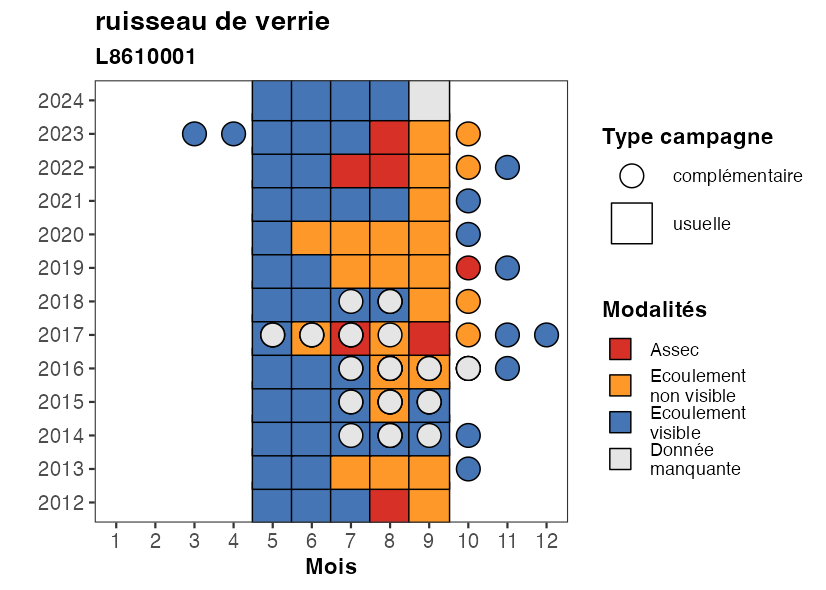 ruisseau de verrie
L8610001
2024
2023
2022
2021
2020
2019
2018
2017
2016
2015
2014
2013
2012
1 2 3 4 5 6 7 8 9 10 11 12
Mois
Type campagne
complémentaire
usuelle
Modalités
Assec
Ecoulement
non visible
Ecoulement
visible
Donnée
manquante